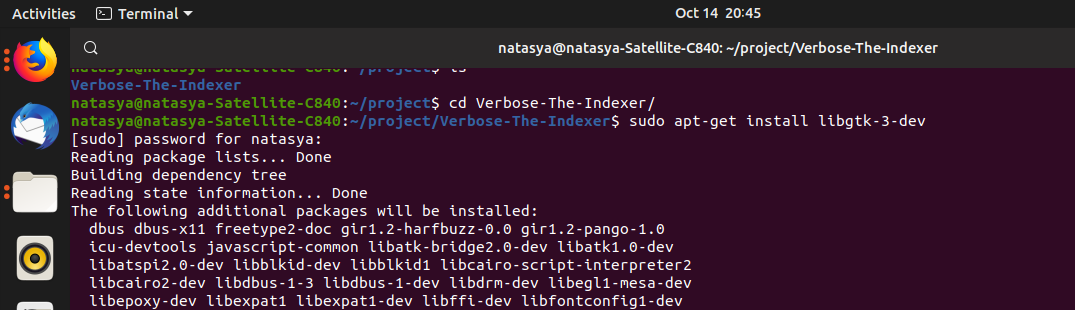 Activities Terminal Oct 14 20:45
natasya@natasya-Satellite-C840: ~/project/Verbose-The-Indexer
natasya@natasya-Satellite-C840:~/project$ ls
Verbose-The-Indexer
natasya@natasya-Satellite-C840:~/project$ cd Verbose-The-Indexer/
natasya@natasya-Satellite-C840:~/project/Verbose-The-Indexer$ sudo apt-get install libgtk-3-dev
[sudo] password for natasya:
Reading package lists... Done
Building dependency tree
Reading state information... Done
The following additional packages will be installed:
dbus dbus-x11 freetype2-doc gir1.2-harfbuzz-0.0 gir1.2-pango-1.0
icu-devtools javascript-common libatk-bridge2.0-dev libatk1.0-dev
libatspi2.0-dev libblkid-dev libblkid1 libcairo-script-interpreter2
libcairo2-dev libdbus-1-3 libdbus-1-dev libdrm-dev libegl1-mesa-dev
libepoxy-dev libexpat1 libexpat1-dev libffi-dev libfontconfig1-dev